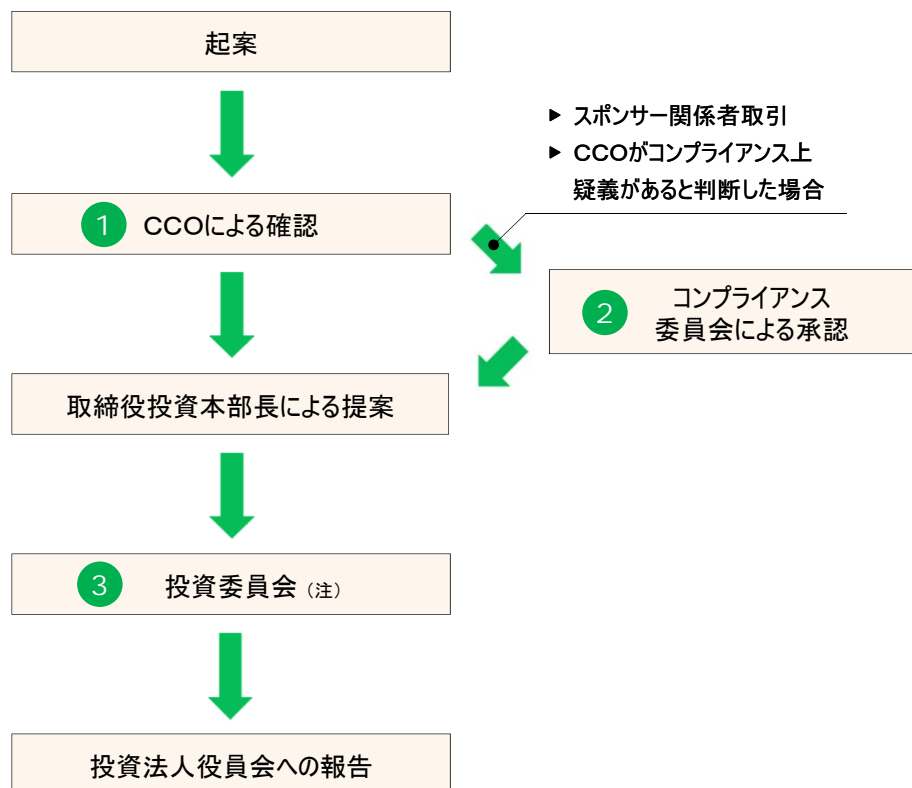 起案
▶ スポンサー関係者取引
▶ CCOがコンプライアンス上
疑義があると判断した場合
1 CCOによる確認
2 コンプライアンス
委員会による承認
取締役投資本部長による提案
3 投資委員会（注）
投資法人役員会への報告